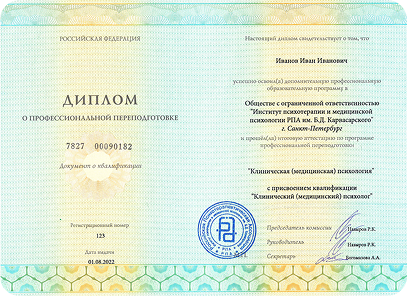 РОССИЙСКАЯ ФЕДЕРАЦИЯ
ДИПЛОМ
О ПРОФЕССИОНАЛЬНОЙ ПЕРЕПОДГОТОВКЕ
7827 00090182
Документ о квалификации
Регистрационный номер
123
Дата выдачи
01.08.2022
Настоящий диплом свидетельствует о том, что
Иванов Иван Иванович
успешно освоил(а) дополнительную профессиональную
образовательную программу в
Обществе с ограниченной ответственностью
"Институт психотерапии и медицинской
психологии РПА им. Б.Д. Карвасарского"
г. Санкт-Петербург
и прошёл(ла) итоговую аттестацию по программе
профессиональной переподготовки
"Клиническая (медицинская) психология"
с присвоением квалификации
"Клинический (медицинский) психолог"
Председатель комиссии Назыров Р.К.
Руководитель Назыров Р.К.
Секретарь А.А.
РПА